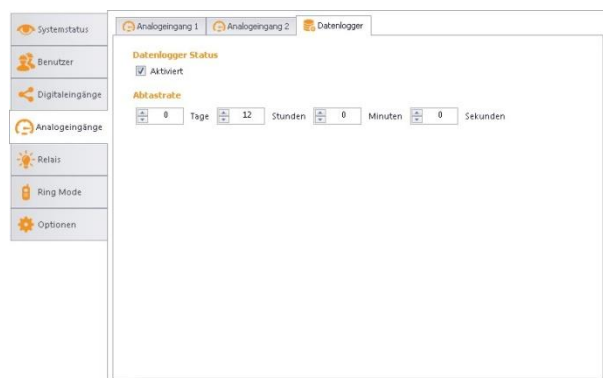 Systemstatus
Benutzer
Digitaleingänge
Analogeingänge
Relais
Ring Mode
Optionen
Analogeingang 1 Analogeingang 2 Datenlogger
Datenlogger Status
Aktiviert
Abtastrate
0 Tage 12 Stunden 0 Minuten 0 Sekunden